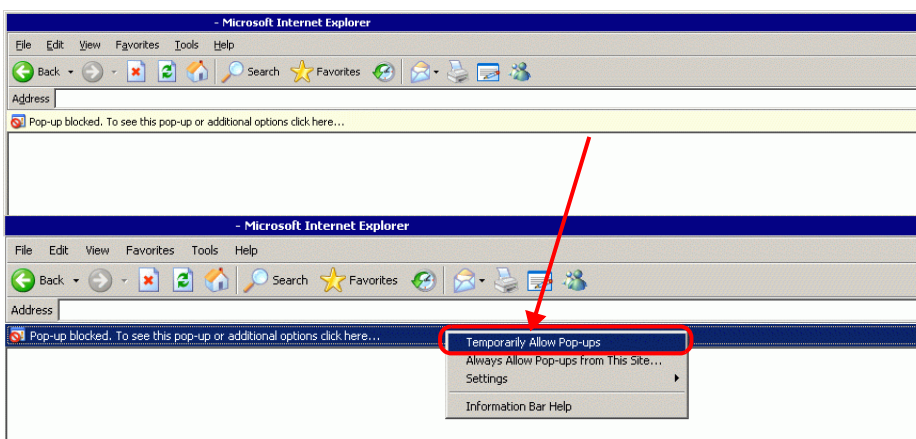 - Microsoft Internet Explorer
File Edit View Favorites Tools Help
Back Search Favorites
Address
Pop-up blocked. To see this pop-up or additional options click here...
- Microsoft Internet Explorer
File Edit View Favorites Tools Help
Back Search Favorites
Address
Pop-up blocked. To see this pop-up or additional options click here...
Temporarily Allow Pop-ups
Always Allow Pop-ups from This Site...
Settings
Information Bar Help